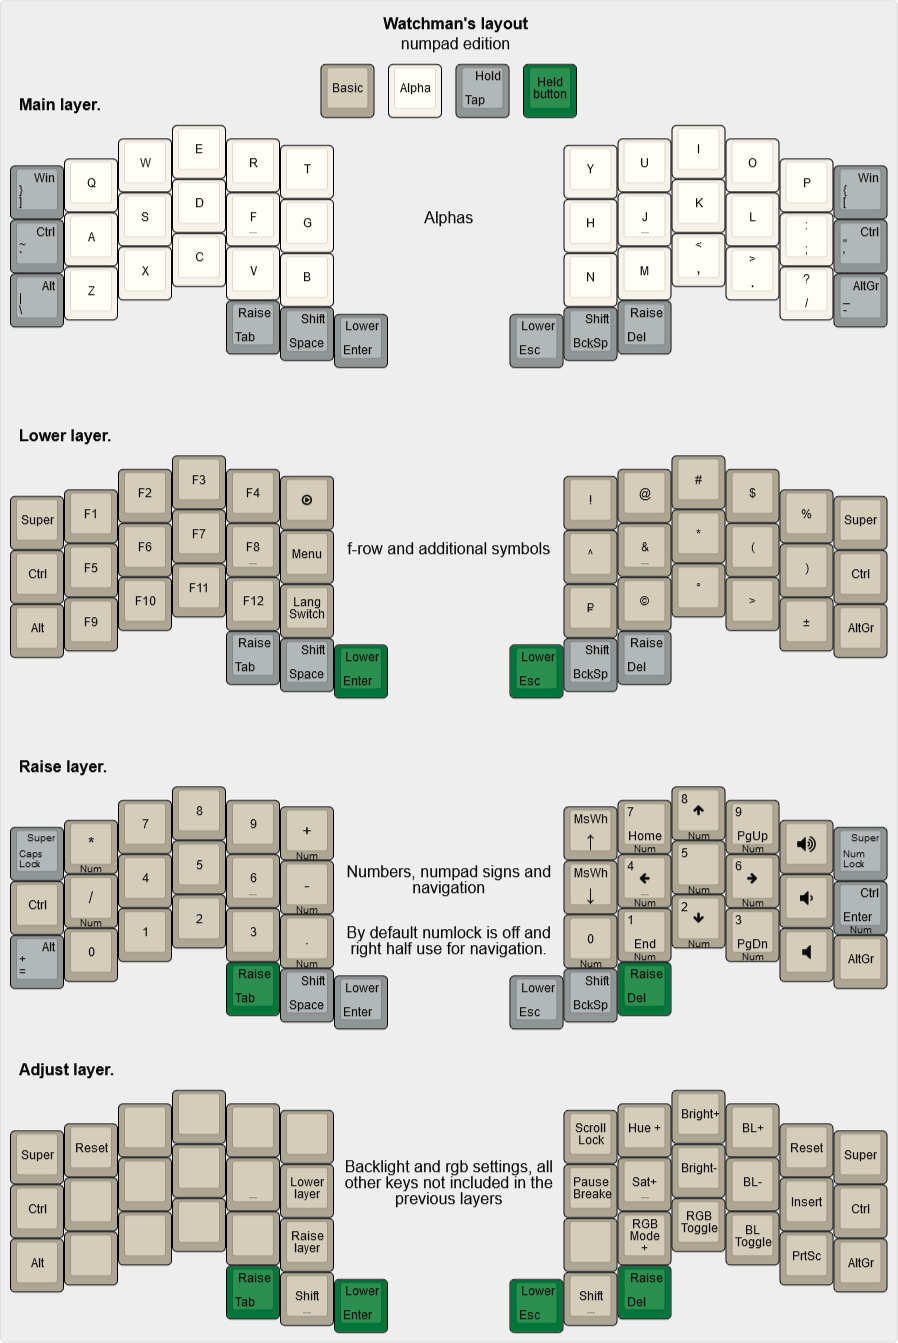 Watchman's layout
numpad edition
Basic
Alpha
Hold
Tap
Held
button
Main layer.
Win
}
]
Q
W
E
R
T
Y
U
I
O
P
Win
{
[
Ctrl
~
`
A
S
D
F
_
G
Alphas
H
J
_
K
L
:
;
Ctrl
"
'
Alt
|
\
Z
X
C
V
B
N
M
<
,
>
.
?
/
AltGr
_
-
Raise
Tab
Shift
Space
Lower
Enter
Lower
Esc
Shift
BckSp
Raise
Del
Lower layer.
Super
F1
F2
F3
F4
!
@
#
$
%
Super
Ctrl
F5
F6
F7
F8
_
Menu
f-row and additional symbols
^
&
_
*
(
)
Ctrl
Alt
F9
F10
F11
F12
Lang
Switch
₽
©
°
>
±
AltGr
Raise
Tab
Shift
Space
Lower
Enter
Lower
Esc
Shift
BckSp
Raise
Del
Raise layer.
Super
Caps
Lock
*
Num
7
8
9
+
Num
MsWh
↑
7
Home
Num
8
↑
Num
9
PgUp
Num
Super
Num
Lock
Ctrl
/
Num
4
5
6
_
-
Num
Numbers, numpad signs and
navigation
By default numlock is off and
right half use for navigation.
MsWh
↓
4
←
_
Num
5
Num
6
→
Num
Ctrl
Enter
Num
Alt
+
=
0
1
2
3
.
Num
0
Num
1
End
Num
2
↓
Num
3
PgDn
Num
AltGr
Raise
Tab
Shift
Space
Lower
Enter
Lower
Esc
Shift
BckSp
Raise
Del
Adjust layer.
Super
Reset
Scroll
Lock
Hue +
Bright+
BL+
Reset
Super
Ctrl
_
Lower
layer
Backlight and rgb settings, all
other keys not included in the
previous layers
Pause
Breake
Sat+
_
Bright-
BL-
Insert
Ctrl
Alt
Raise
layer
RGB
Mode
+
RGB
Toggle
BL
Toggle
PrtSc
AltGr
Raise
Tab
Shift
_
Lower
Enter
Lower
Esc
Shift
_
Raise
Del